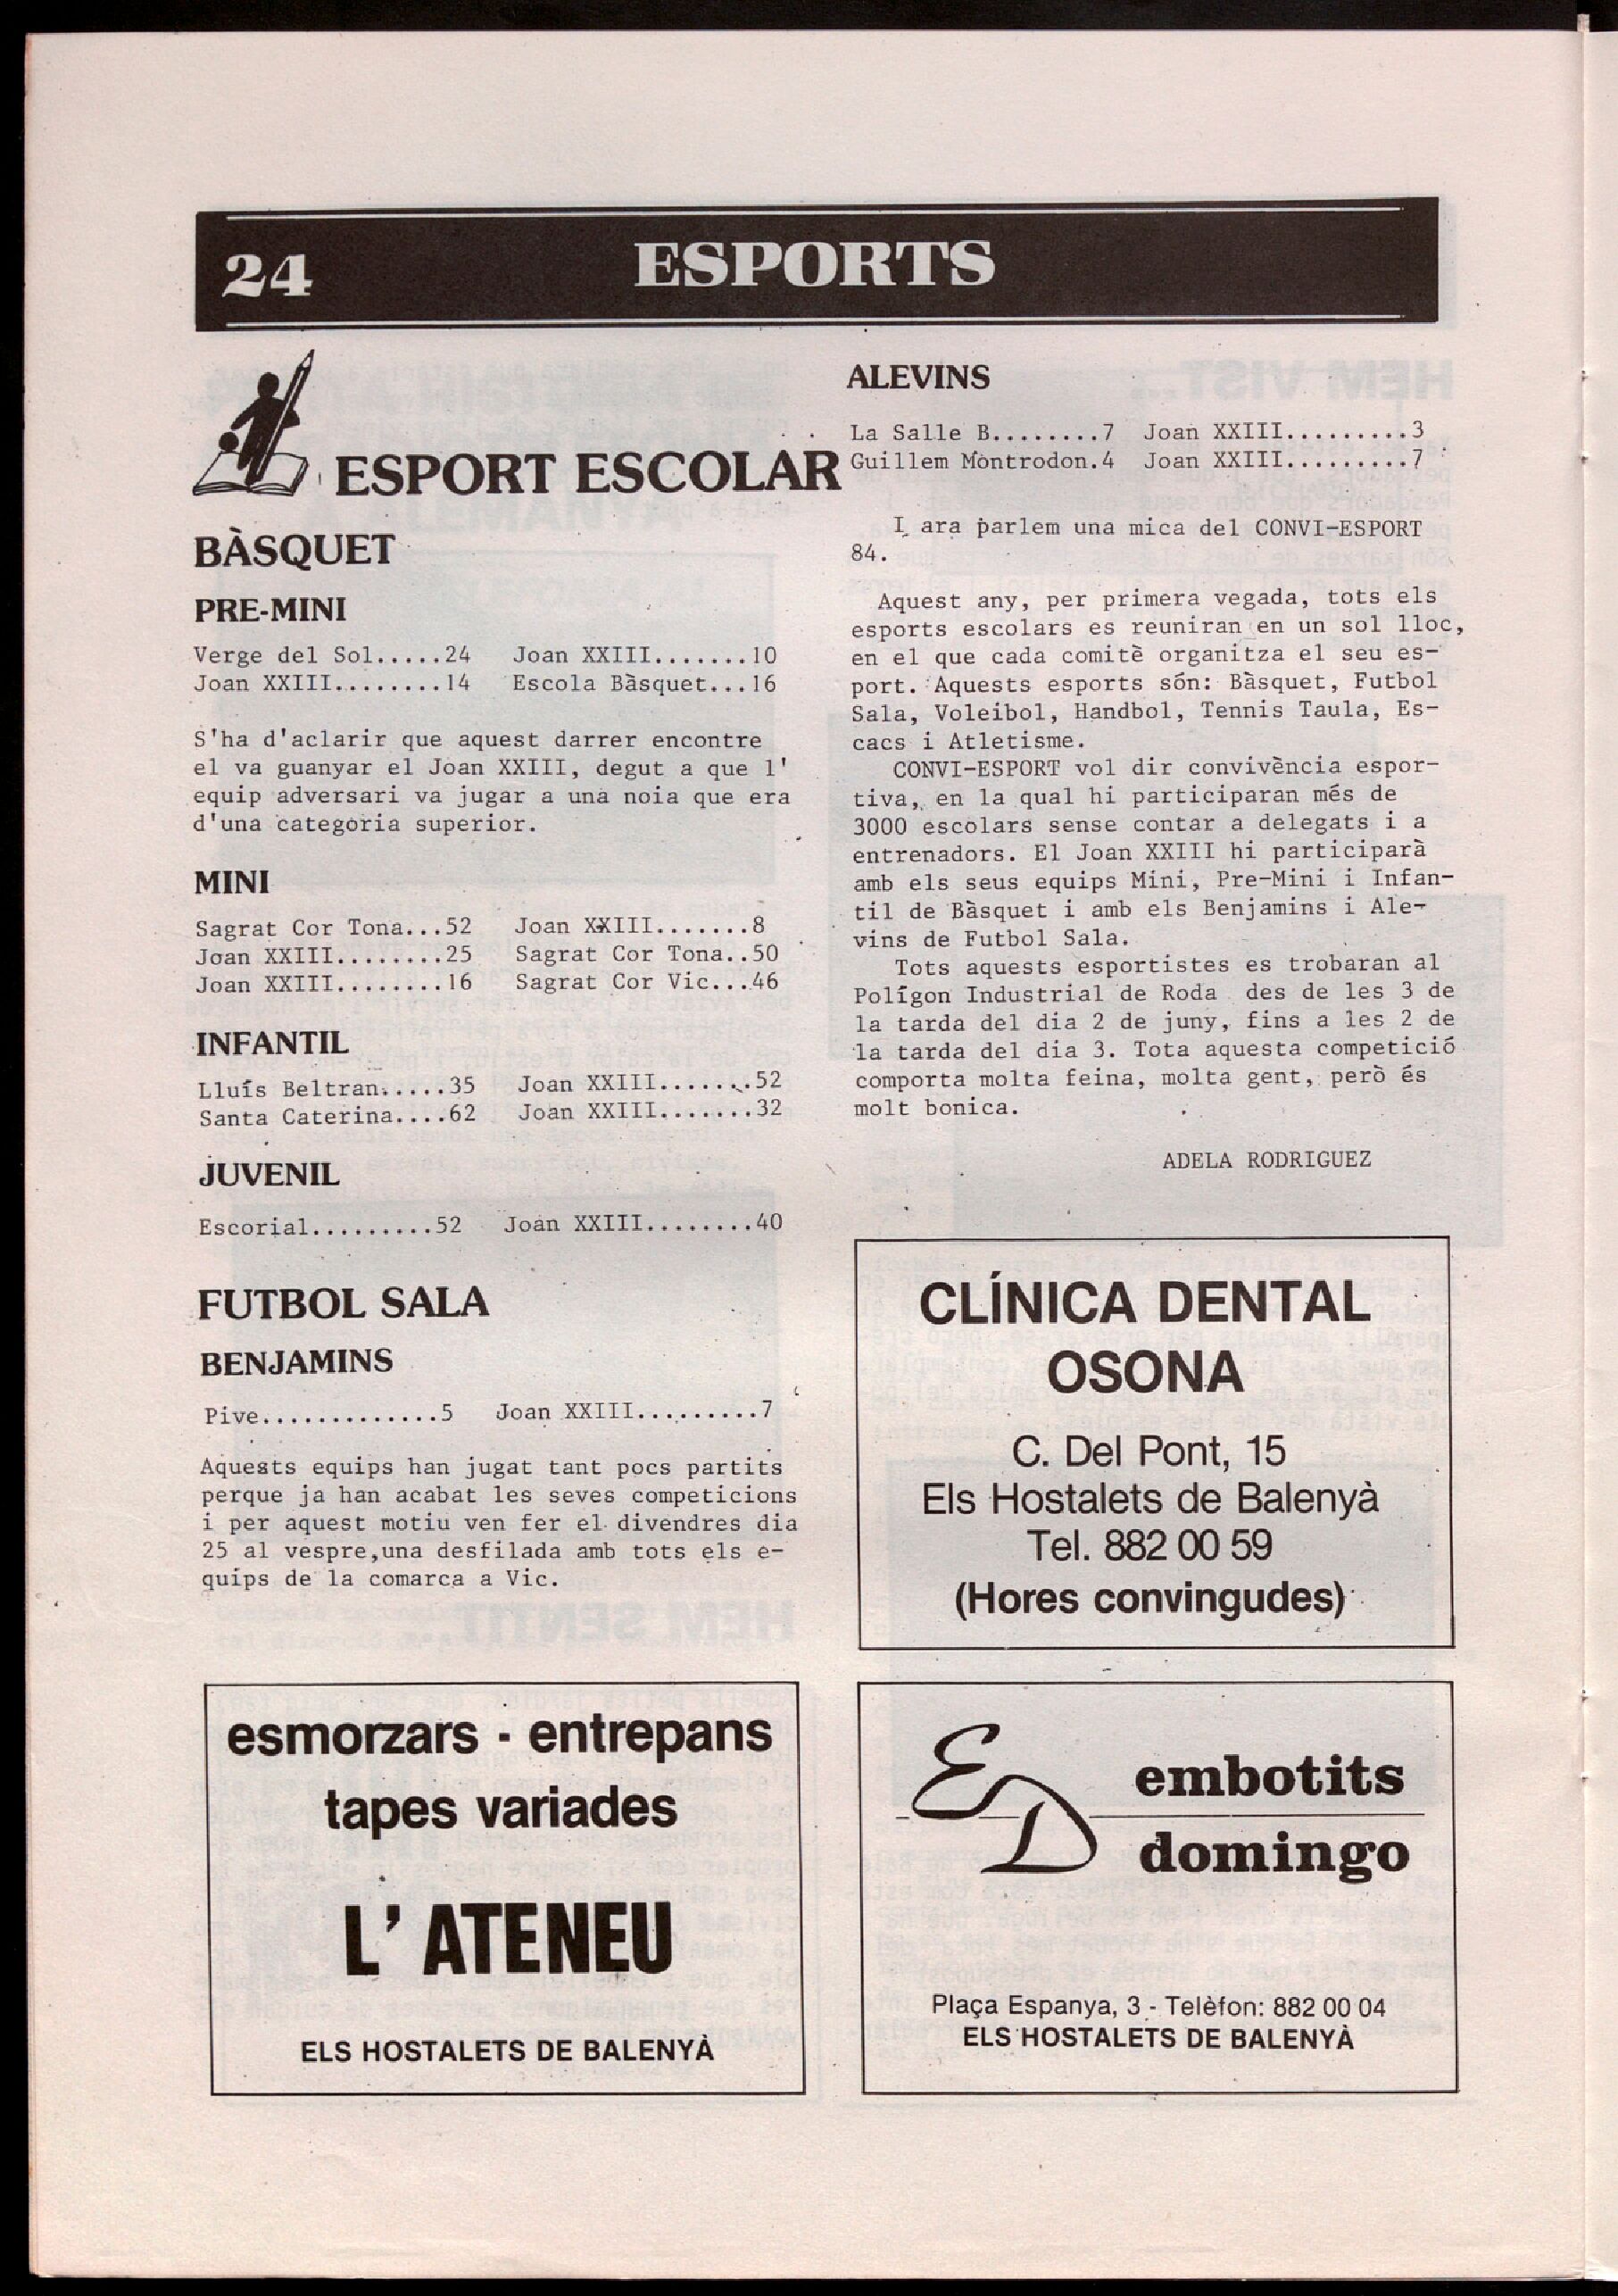 24
ESPORTS
ESPORT ESCOLAR
BÀSQUET
PRE-MINI
Verge del Sol.....24 Joan XXIII.......10
Joan XXIII........14 Escola Bàsquet...16
S'ha d'aclarir que aquest darrer encontre
el va guanyar el Joan XXIII, degut a que l'
equip adversari va jugar a una noia que era
d'una categoria superior.
MINI
Sagrat Cor Tona...52 Joan XXIII.......8
Joan XXIII........25 Sagrat Cor Tona..50
Joan XXIII........16 Sagrat Cor Vic...46
INFANTIL
Lluís Beltran.....35 Joan XXIII.......52
Santa Caterina....62 Joan XXIII.......32
JUVENIL
Escorial.........52 Joan XXIII........40
FUTBOL SALA
BENJAMINS
Pive.............5 Joan XXIII.........7
Aquests equips han jugat tant pocs partits
perque ja han acabat les seves competicions
i per aquest motiu ven fer el divendres dia
25 al vespre,una desfilada amb tots els e-
quips de la comarca a Vic.
ALEVINS
La Salle B........7 Joan XXIII.........3
Guillem Montrodon.4 Joan XXIII.........7
I ara parlem una mica del CONVI-ESPORT
84.
Aquest any, per primera vegada, tots els
esports escolars es reuniran en un sol lloc,
en el que cada comitè organitza el seu es-
port. Aquests esports són: Bàsquet, Futbol
Sala, Voleibol, Handbol, Tennis Taula, Es-
cacs i Atletisme.
CONVI-ESPORT vol dir convivència espor-
tiva, en la qual hi participaran més de
3000 escolars sense contar a delegats i a
entrenadors. El Joan XXIII hi participarà
amb els seus equips Mini, Pre-Mini i Infan-
til de Bàsquet i amb els Benjamins i Ale-
vins de Futbol Sala.
Tots aquests esportistes es trobaran al
Polígon Industrial de Roda des de les 3 de
la tarda del dia 2 de juny, fins a les 2 de
la tarda del dia 3. Tota aquesta competició
comporta molta feina, molta gent, però és
molt bonica.
ADELA RODRIGUEZ
CLÍNICA DENTAL
OSONA
C. Del Pont, 15
Els Hostalets de Balenyà
Tel. 882 00 59
(Hores convingudes)
esmorzars - entrepans
tapes variades
L' ATENEU
ELS HOSTALETS DE BALENYÀ
ED
embotits
domingo
Plaça Espanya, 3 - Telèfon: 882 00 04
ELS HOSTALETS DE BALENYÀ